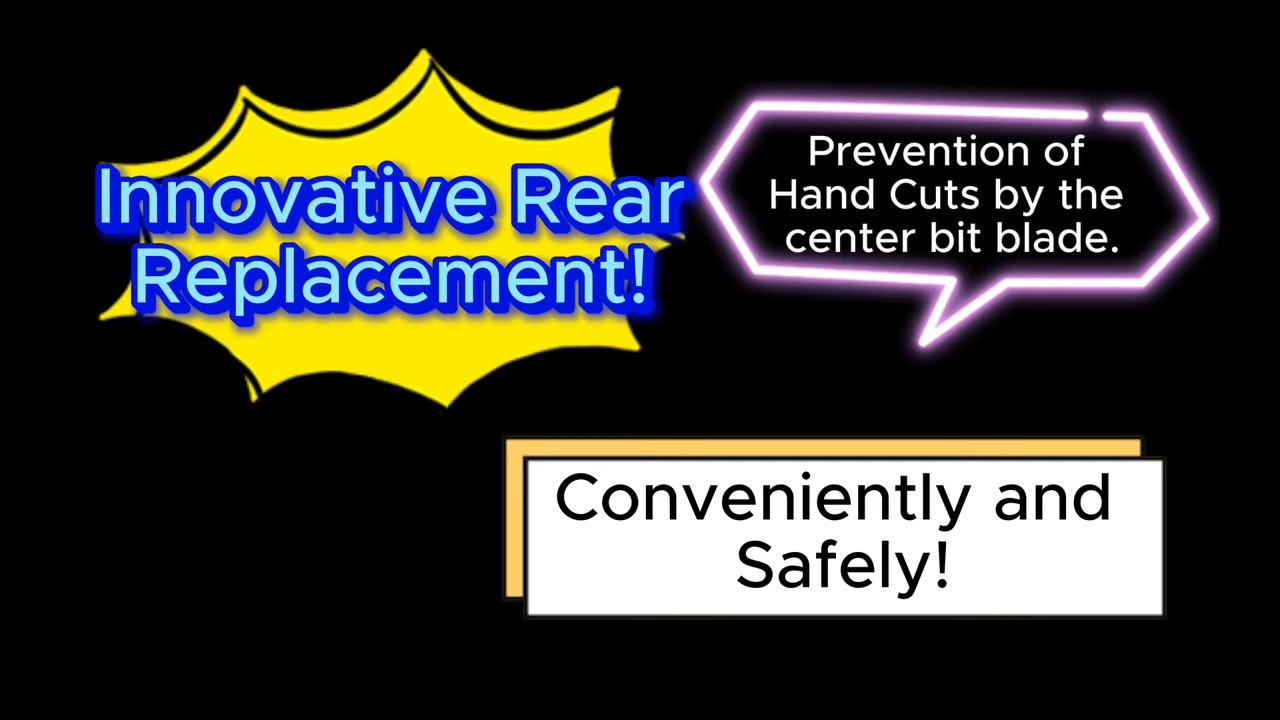 Innovative Rear
Replacement!
Prevention of
Hand Cuts by the
center bit blade.
Conveniently and
Safely!